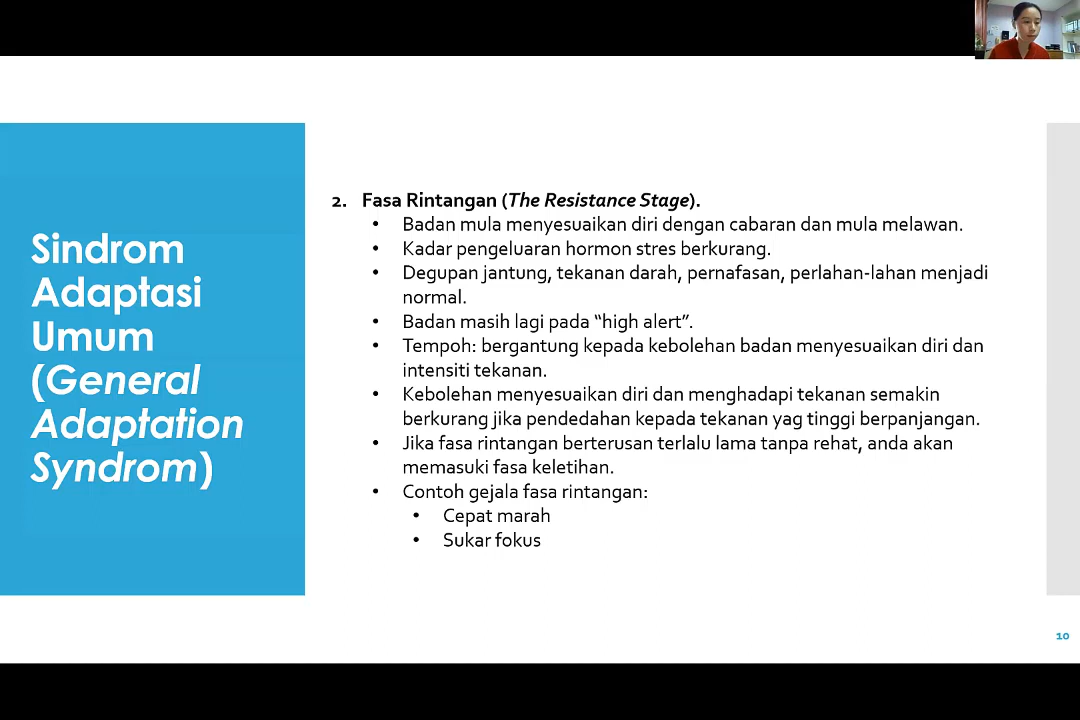 Sindrom
Adaptasi
Umum
(General
Adaptation
Syndrom)
2. Fasa Rintangan (The Resistance Stage).
• Badan mula menyesuaikan diri dengan cabaran dan mula melawan.
• Kadar pengeluaran hormon stres berkurang.
• Degupan jantung, tekanan darah, pernafasan, perlahan-lahan menjadi
normal.
• Badan masih lagi pada “high alert”.
• Tempoh: bergantung kepada kebolehan badan menyesuaikan diri dan
intensiti tekanan.
• Kebolehan menyesuaikan diri dan menghadapi tekanan semakin
berkurang jika pendedahan kepada tekanan yag tinggi berpanjangan.
• Jika fasa rintangan berterusan terlalu lama tanpa rehat, anda akan
memasuki fasa keletihan.
• Contoh gejala fasa rintangan:
• Cepat marah
• Sukar fokus
10